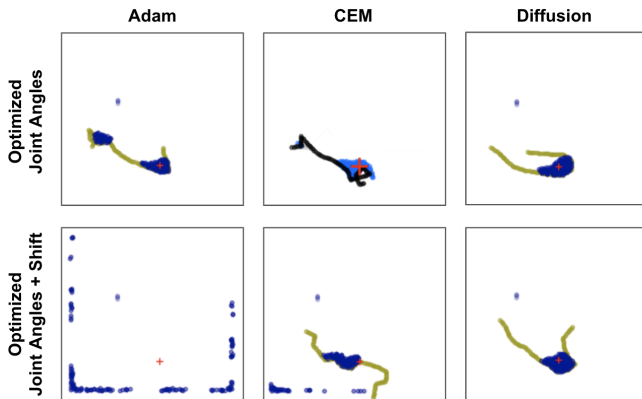 Adam
CEM
Diffusion
Optimized
Joint Angles
Optimized
Joint Angles + Shift